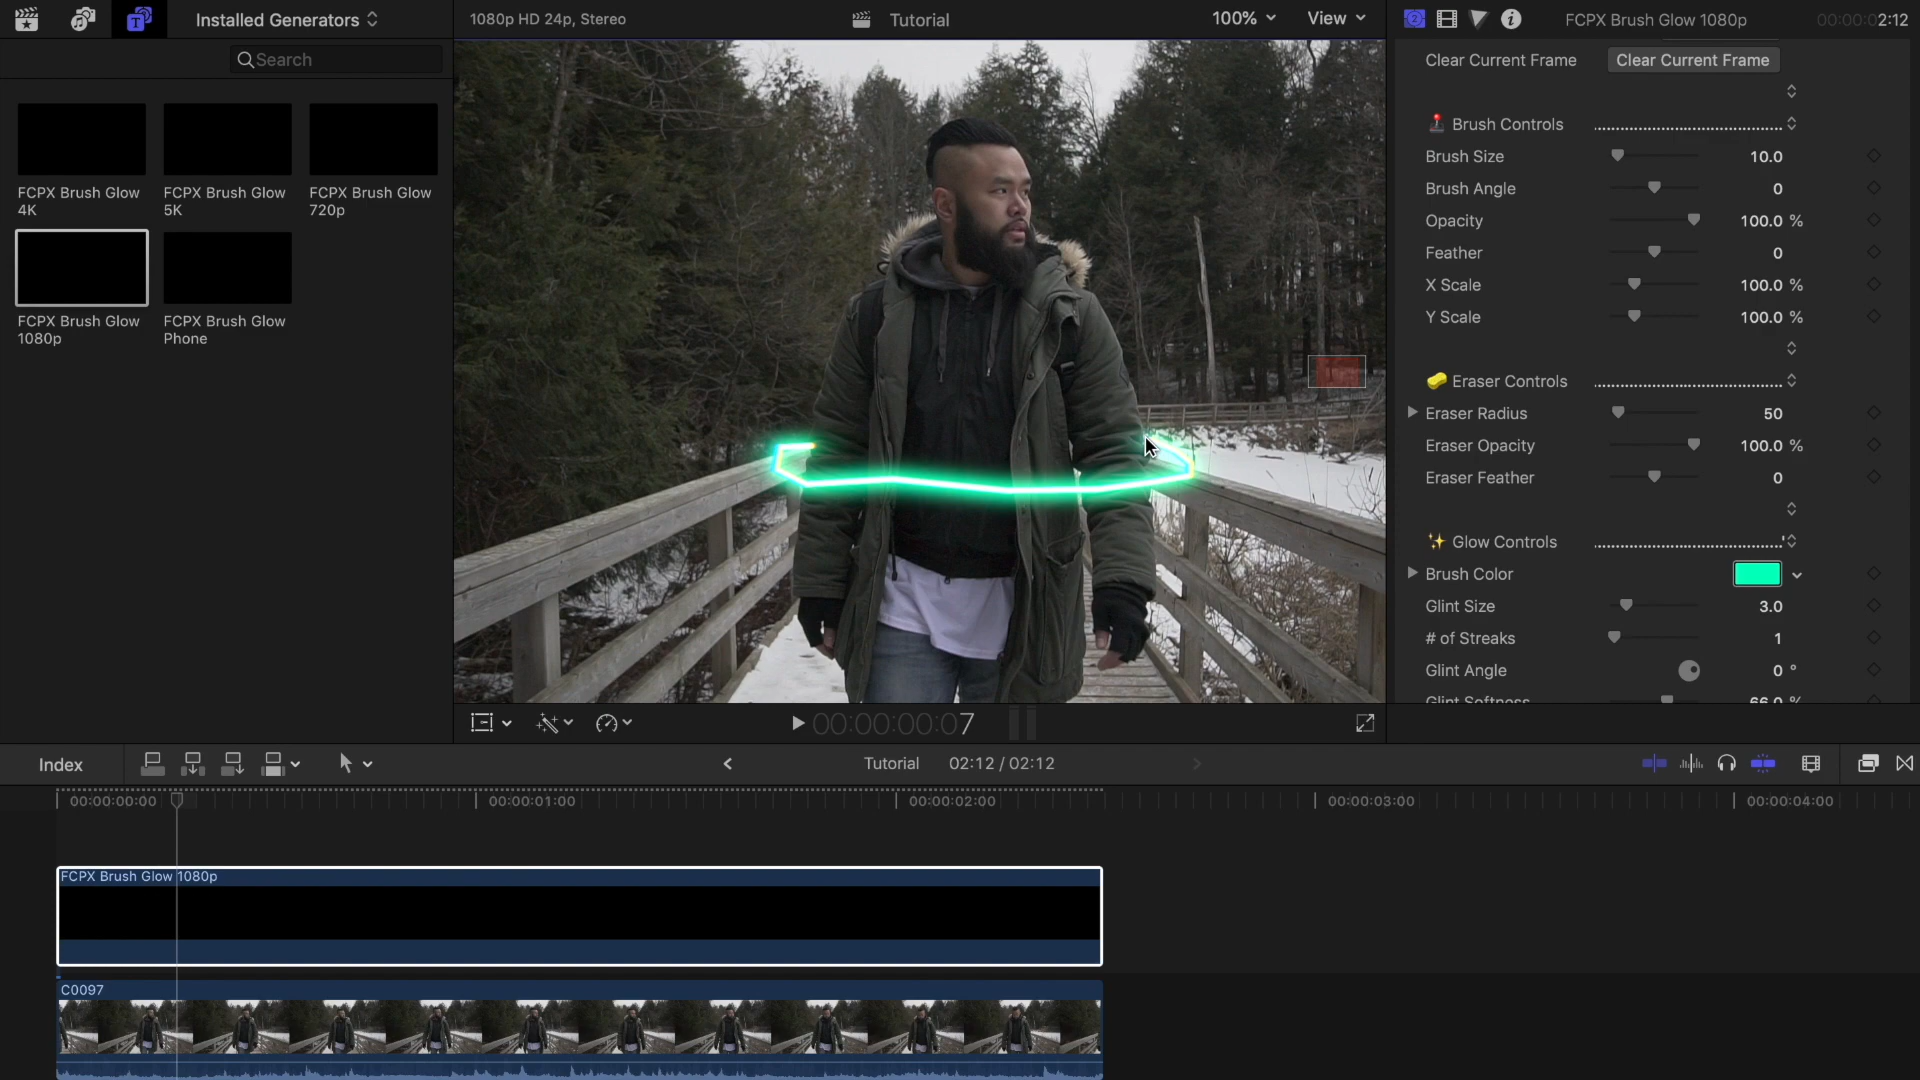 Installed Generators
1080p HD 24p, Stereo
Tutorial
100%
View
FCPX Brush Glow 1080p
00:00:02:12
Search
FCPX Brush Glow
4K
FCPX Brush Glow
5K
FCPX Brush Glow
720p
FCPX Brush Glow
1080p
FCPX Brush Glow
Phone
Clear Current Frame
Clear Current Frame
Brush Controls
Brush Size 10.0
Brush Angle 0
Opacity 100.0 %
Feather 0
X Scale 100.0 %
Y Scale 100.0 %
Eraser Controls
Eraser Radius 50
Eraser Opacity 100.0 %
Eraser Feather 0
Glow Controls
Brush Color
Glint Size 3.0
# of Streaks 1
Glint Angle 0 °
Glint Softness 66.0 %
00:00:00:07
Index
Tutorial 02:12 / 02:12
00:00:00:00
00:00:01:00
00:00:02:00
00:00:03:00
00:00:04:00
FCPX Brush Glow 1080p
C0097